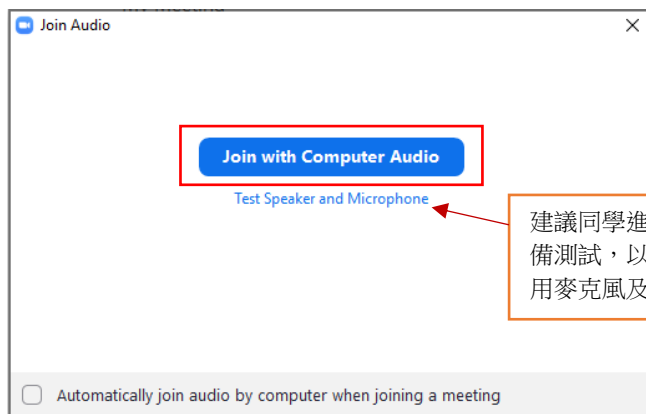 Join Audio
Join with Computer Audio
Test Speaker and Microphone
建議同學進
備測試，以
用麥克風及
Automatically join audio by computer when joining a meeting